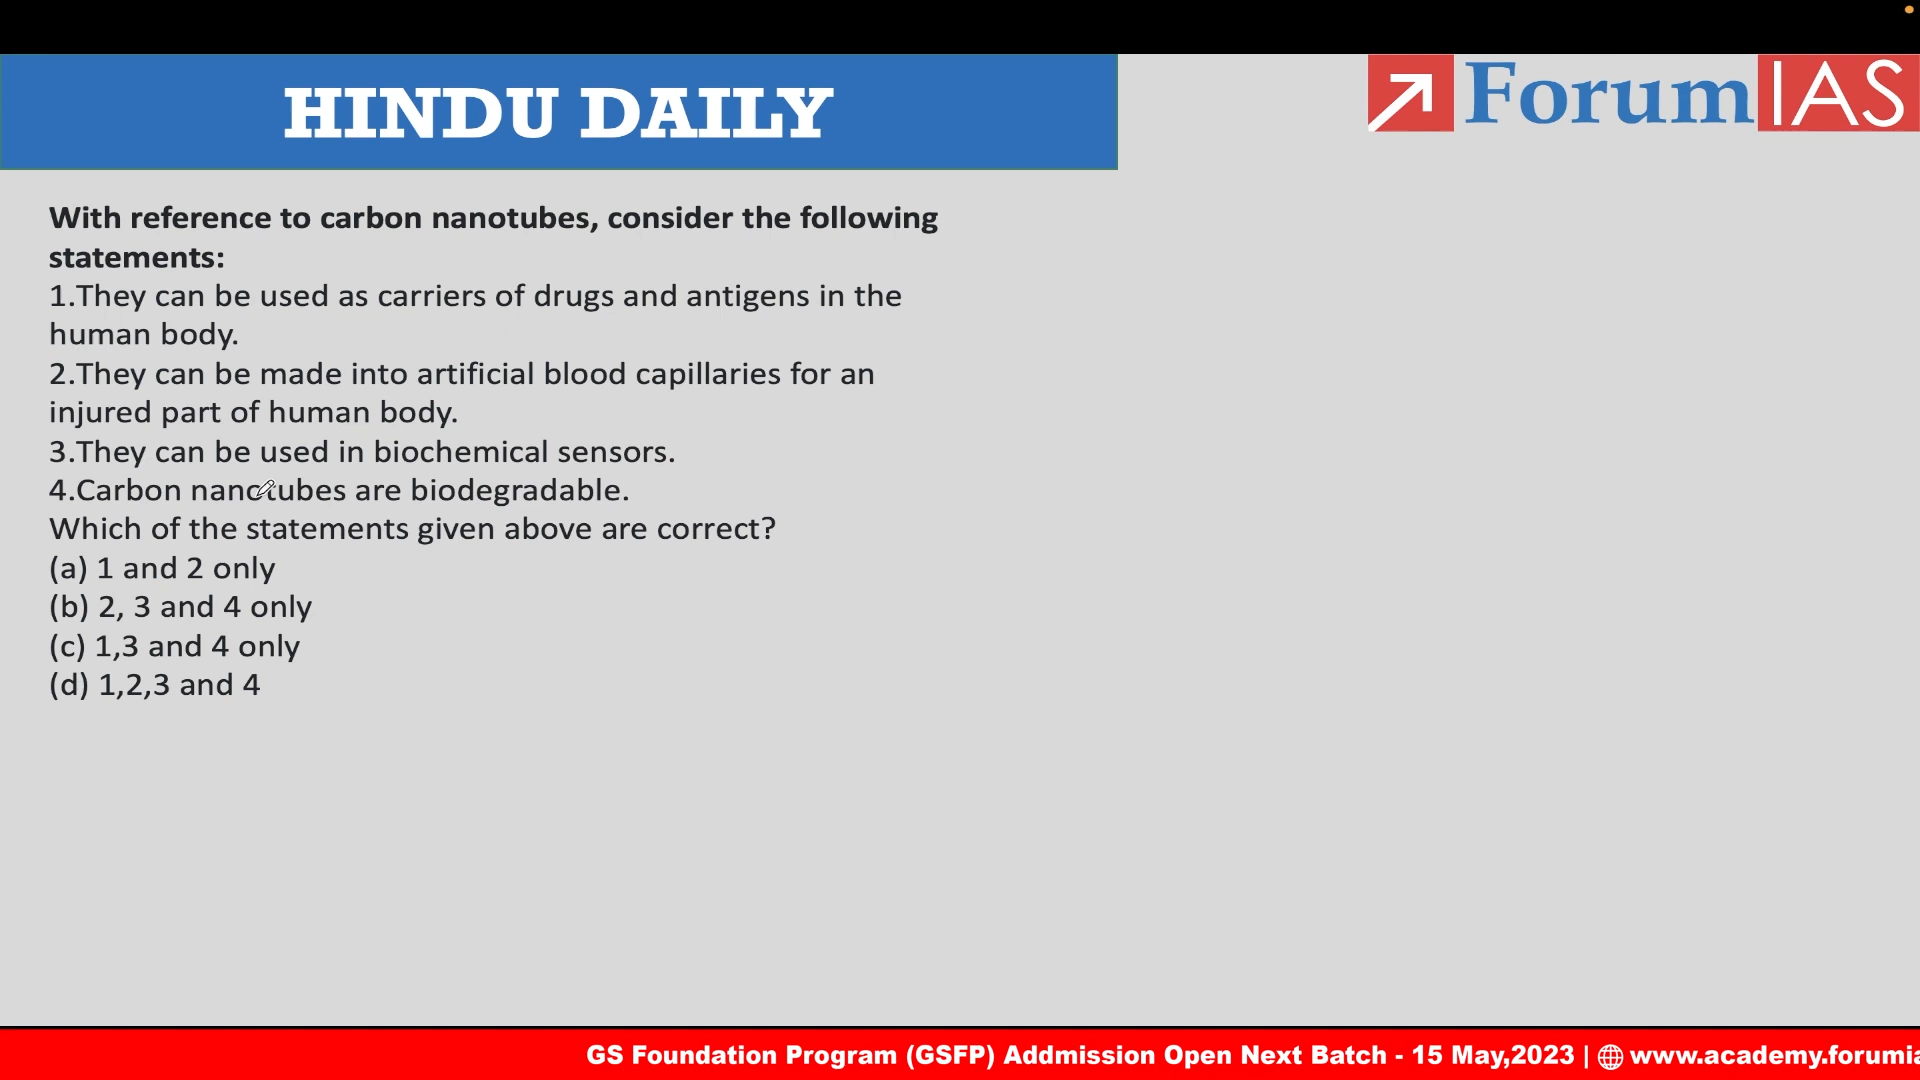 HINDU DAILY
Forum IAS
With reference to carbon nanotubes, consider the following
statements:
1.They can be used as carriers of drugs and antigens in the
human body.
2.They can be made into artificial blood capillaries for an
injured part of human body.
3.They can be used in biochemical sensors.
4.Carbon nanotubes are biodegradable.
Which of the statements given above are correct?
(a) 1 and 2 only
(b) 2, 3 and 4 only
(c) 1,3 and 4 only
(d) 1,2,3 and 4
GS Foundation Program (GSFP) Addmission Open Next Batch - 15 May,2023 | www.academy.forumia